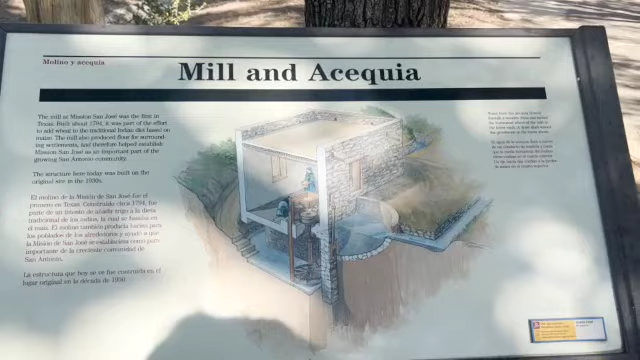 Molino y acequia
Mill and Acequia
The mill at Mission San José was the first in
Texas. Built about 1794, it was part of the effort
to add wheat to the traditional Indian diet based on
maize. The mill also produced flour for surround-
ing settlements, and therefore helped establish
Mission San José as an important part of the
growing San Antonio community.
The structure here today was built on the
original site in the 1930s.
El molino de la Misión de San José fue el
primero en Texas. Construido circa 1794, fue
parte de un intento de añadir trigo a la dieta
tradicional de los indios, la cual se basaba en
el maíz. El molino también producía harina para
los poblados de los alrededores y ayudó a que
la Misión de San José se estableciera como parte
importante de la creciente comunidad de
San Antonio.
La estructura que hoy se ve fue construida en el
lugar original en la década de 1930.